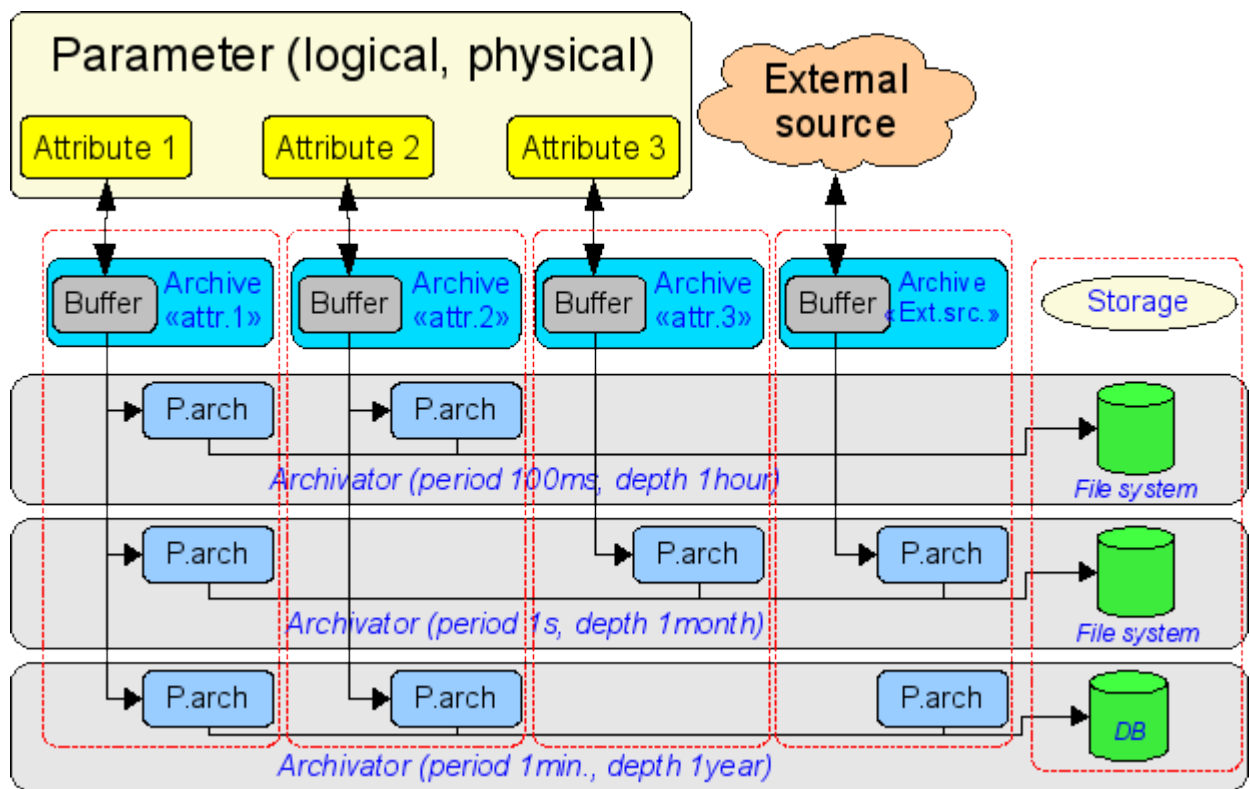 Parameter (logical, physical)
External
source
Attribute 1
Attribute 2
Attribute 3
Buffer
Archive
«attr.1»
Buffer
Archive
«attr.2»
Buffer
Archive
«attr.3»
Buffer
Archive
«Ext.src.»
Storage
P.arch
P.arch
Archivator (period 100ms, depth 1hour)
File system
P.arch
P.arch
P.arch
Archivator (period 1s, depth 1month)
File system
P.arch
P.arch
P.arch
DB
Archivator (period 1min., depth 1year)